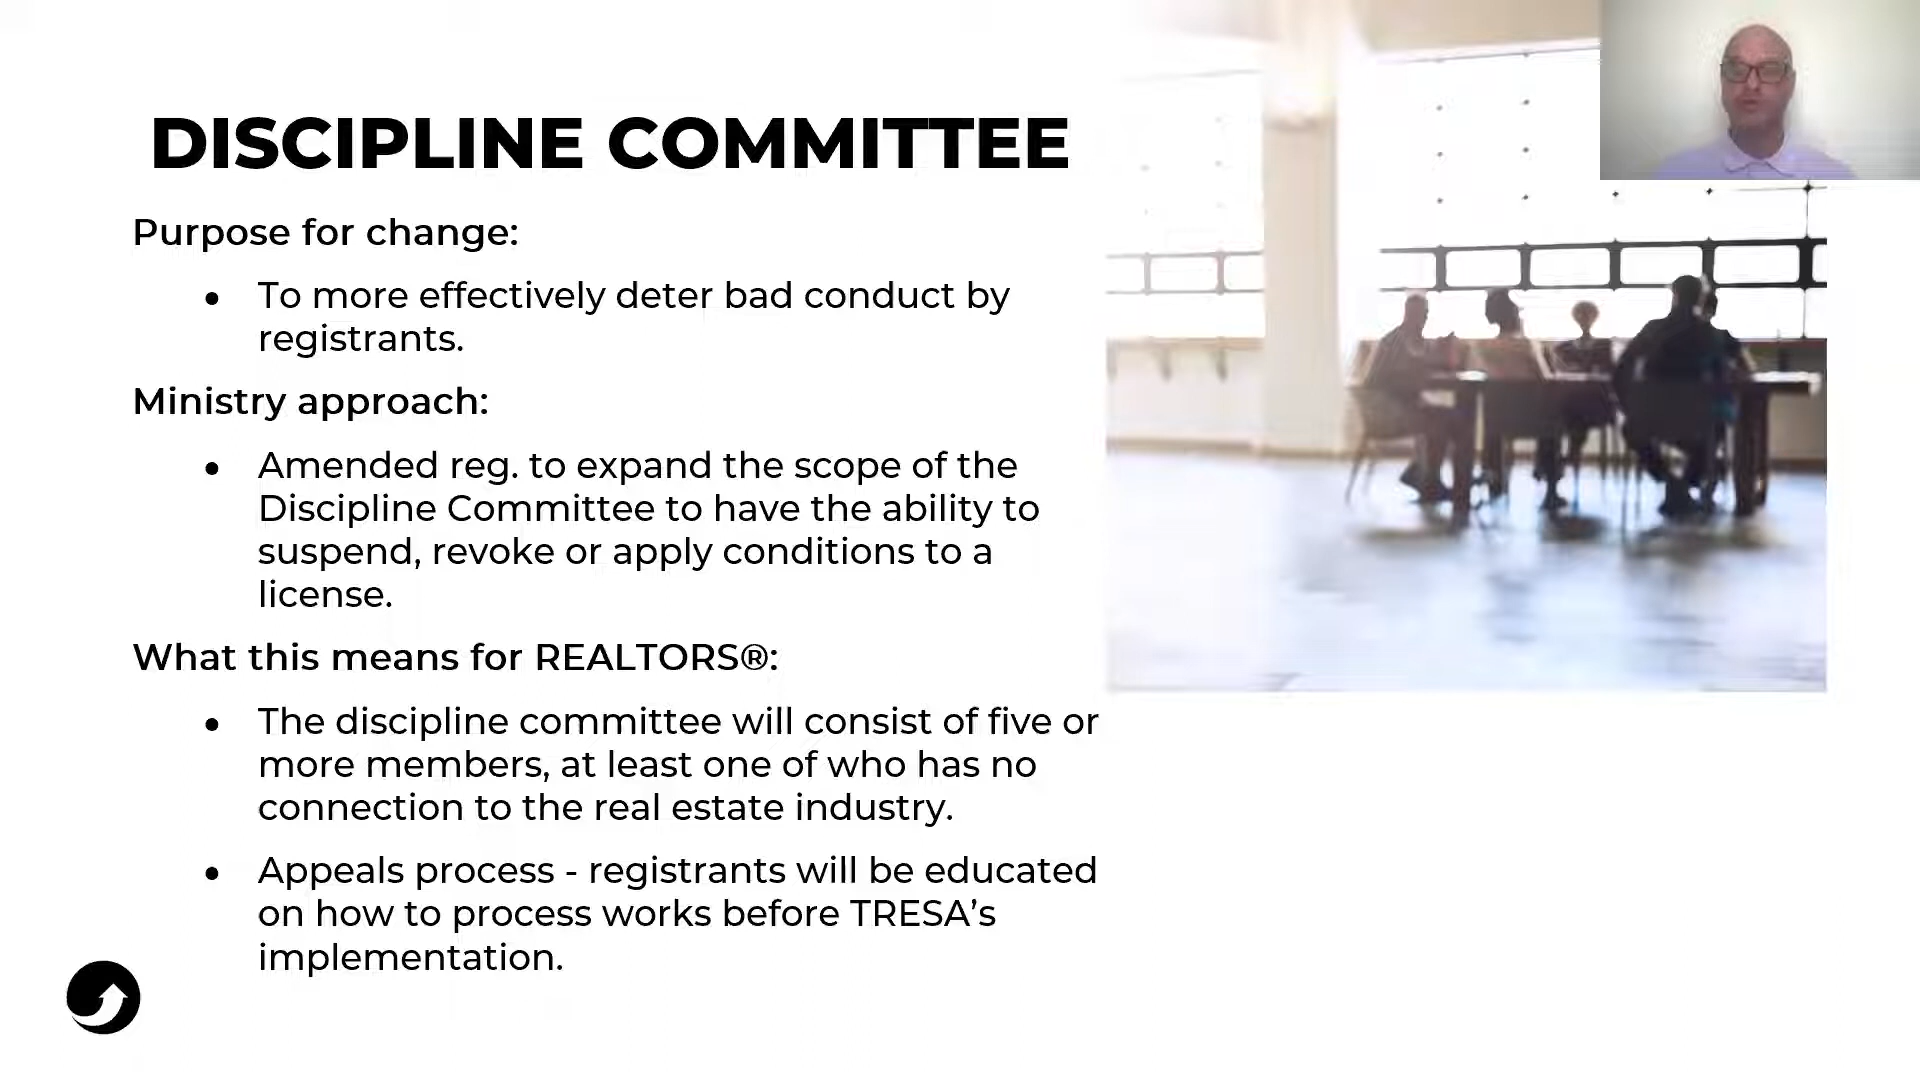 DISCIPLINE COMMITTEE
Purpose for change:
● To more effectively deter bad conduct by
registrants.
Ministry approach:
● Amended reg. to expand the scope of the
Discipline Committee to have the ability to
suspend, revoke or apply conditions to a
license.
What this means for REALTORS®:
● The discipline committee will consist of five or
more members, at least one of who has no
connection to the real estate industry.
● Appeals process - registrants will be educated
on how to process works before TRESA’s
implementation.